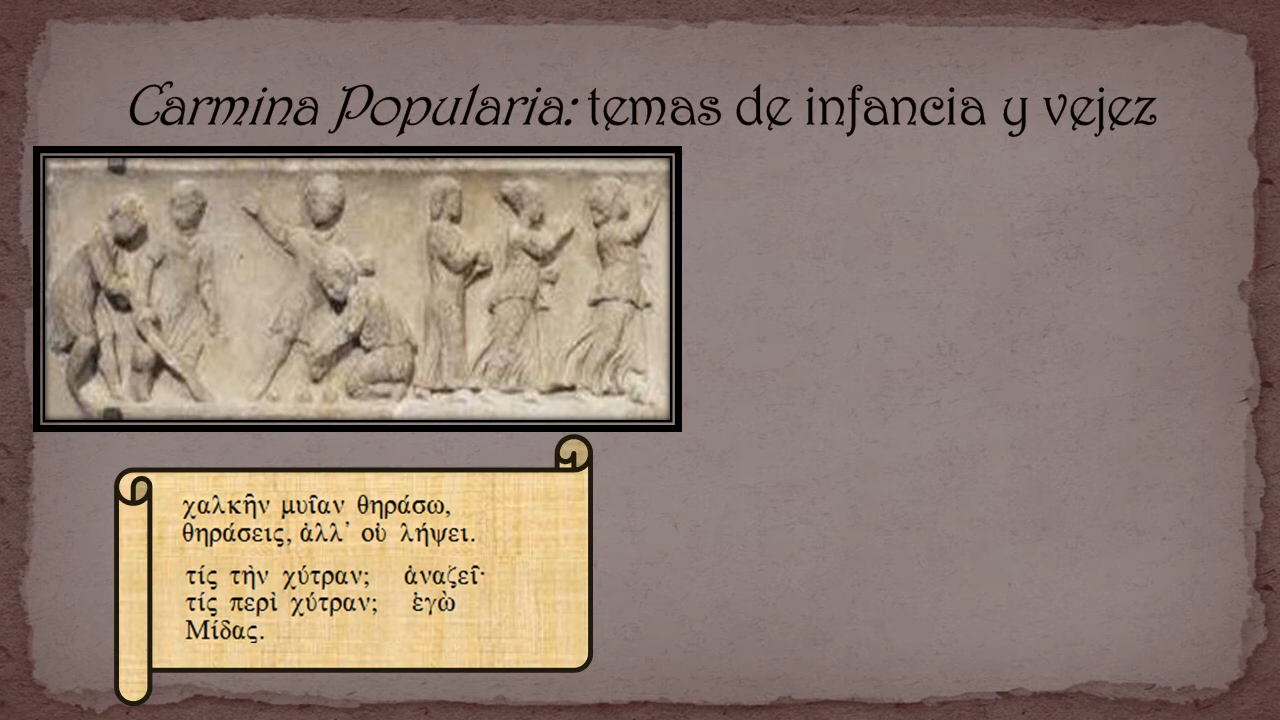 Carmina Popularia: temas de infancia y vejez
χαλκῆν μυῖαν θηράσω,
θηράσεις, ἀλλ᾽ οὐ λήψει.
τίς τὴν χύτραν; ἀναζεῖ·
τίς περὶ χύτραν; ἐγὼ
Μίδας.